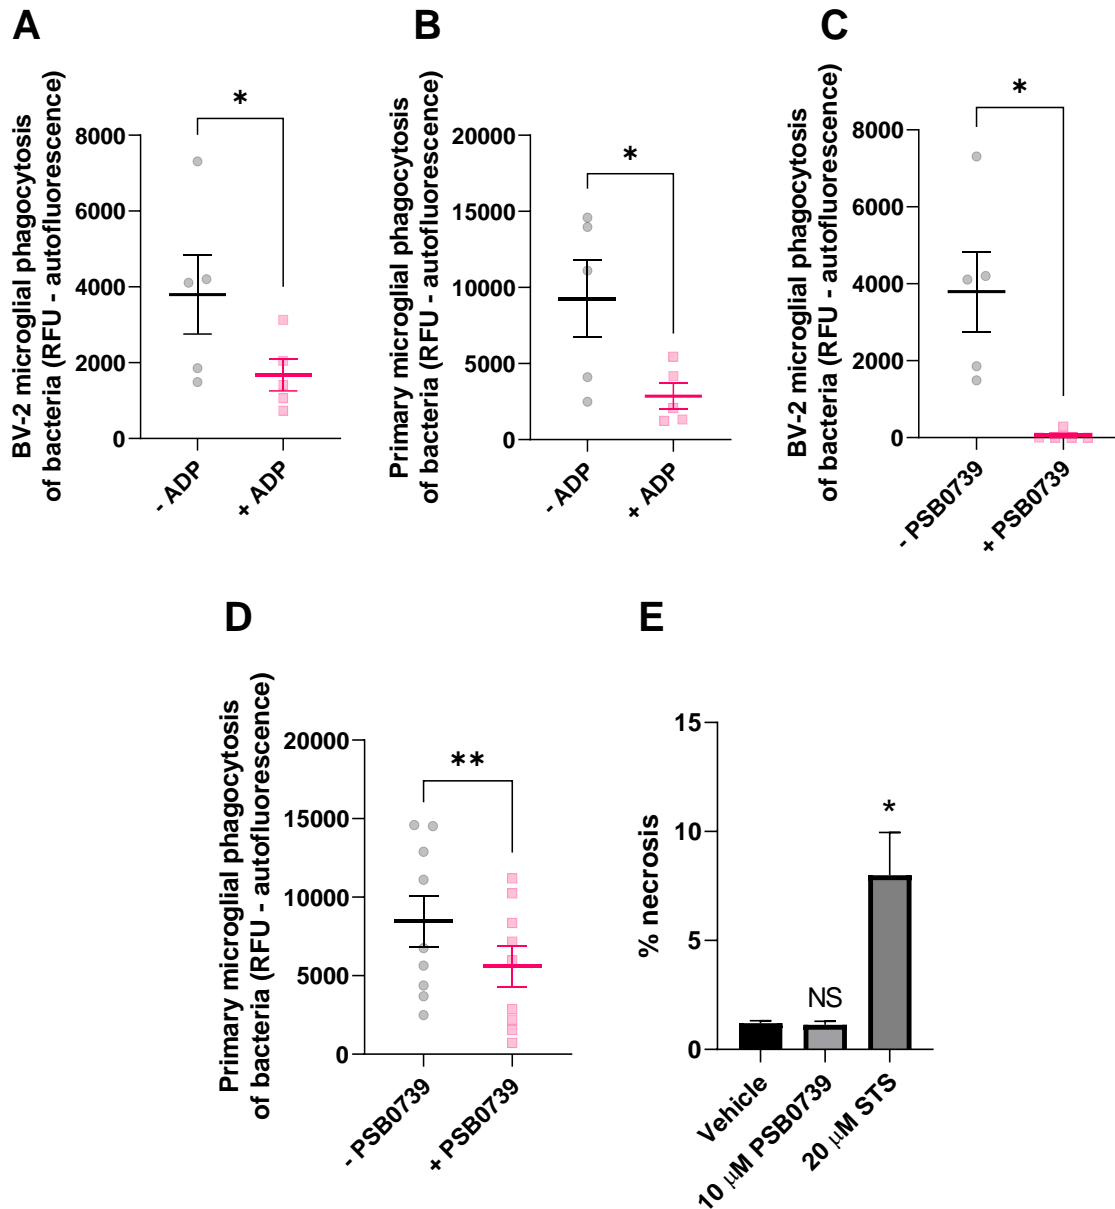 A
BV-2 microglial phagocytosis
of bacteria (RFU - autofluorescence)
8000
6000
4000
2000
0
*
- ADP
+ ADP
B
Primary microglial phagocytosis
of bacteria (RFU - autofluorescence)
20000
15000
10000
5000
0
*
- ADP
+ ADP
C
BV-2 microglial phagocytosis
of bacteria (RFU - autofluorescence)
8000
6000
4000
2000
0
*
- PSB0739
+ PSB0739
D
Primary microglial phagocytosis
of bacteria (RFU - autofluorescence)
20000
15000
10000
5000
0
**
- PSB0739
+ PSB0739
E
% necrosis
15
10
5
0
NS
*
Vehicle
10 μM PSB0739
20 μM STS